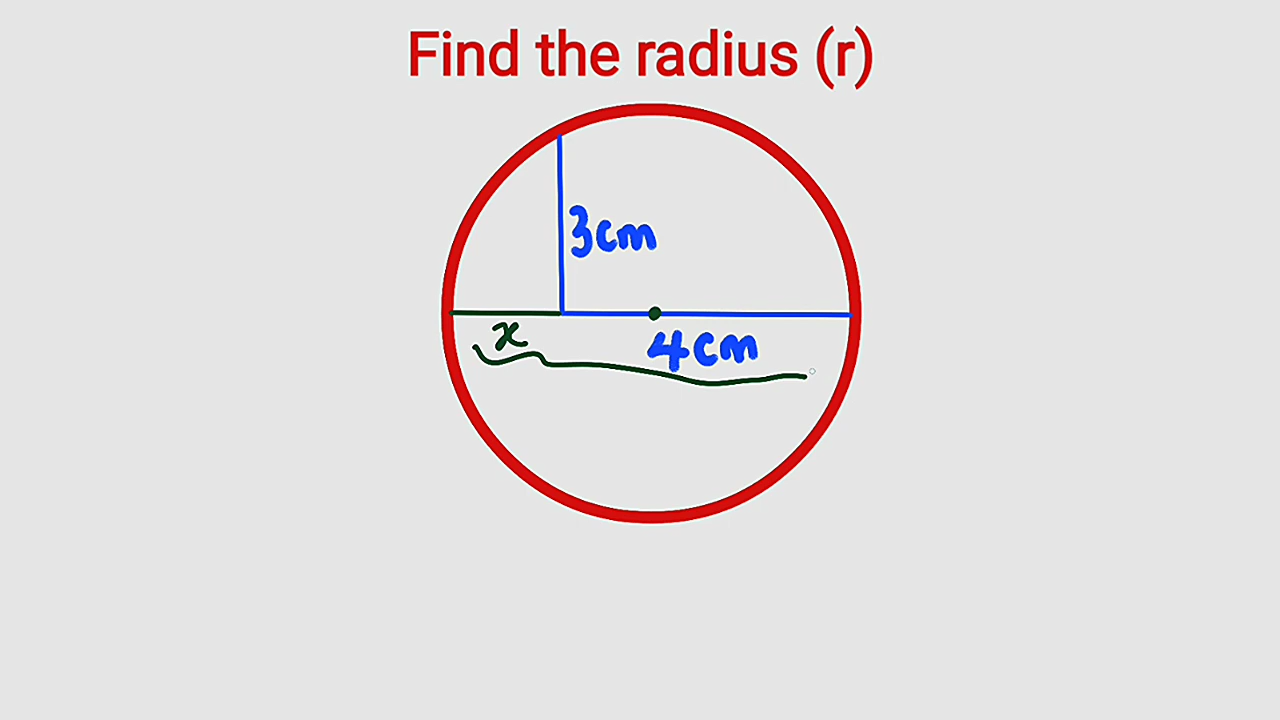 Find the radius (r)
3cm
x
4cm